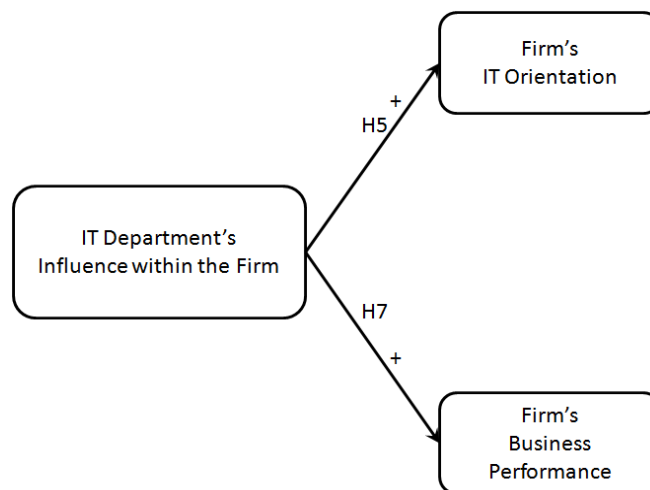 Firm's
IT Orientation
+
H5
IT Department's
Influence within the Firm
H7
+
Firm's
Business
Performance